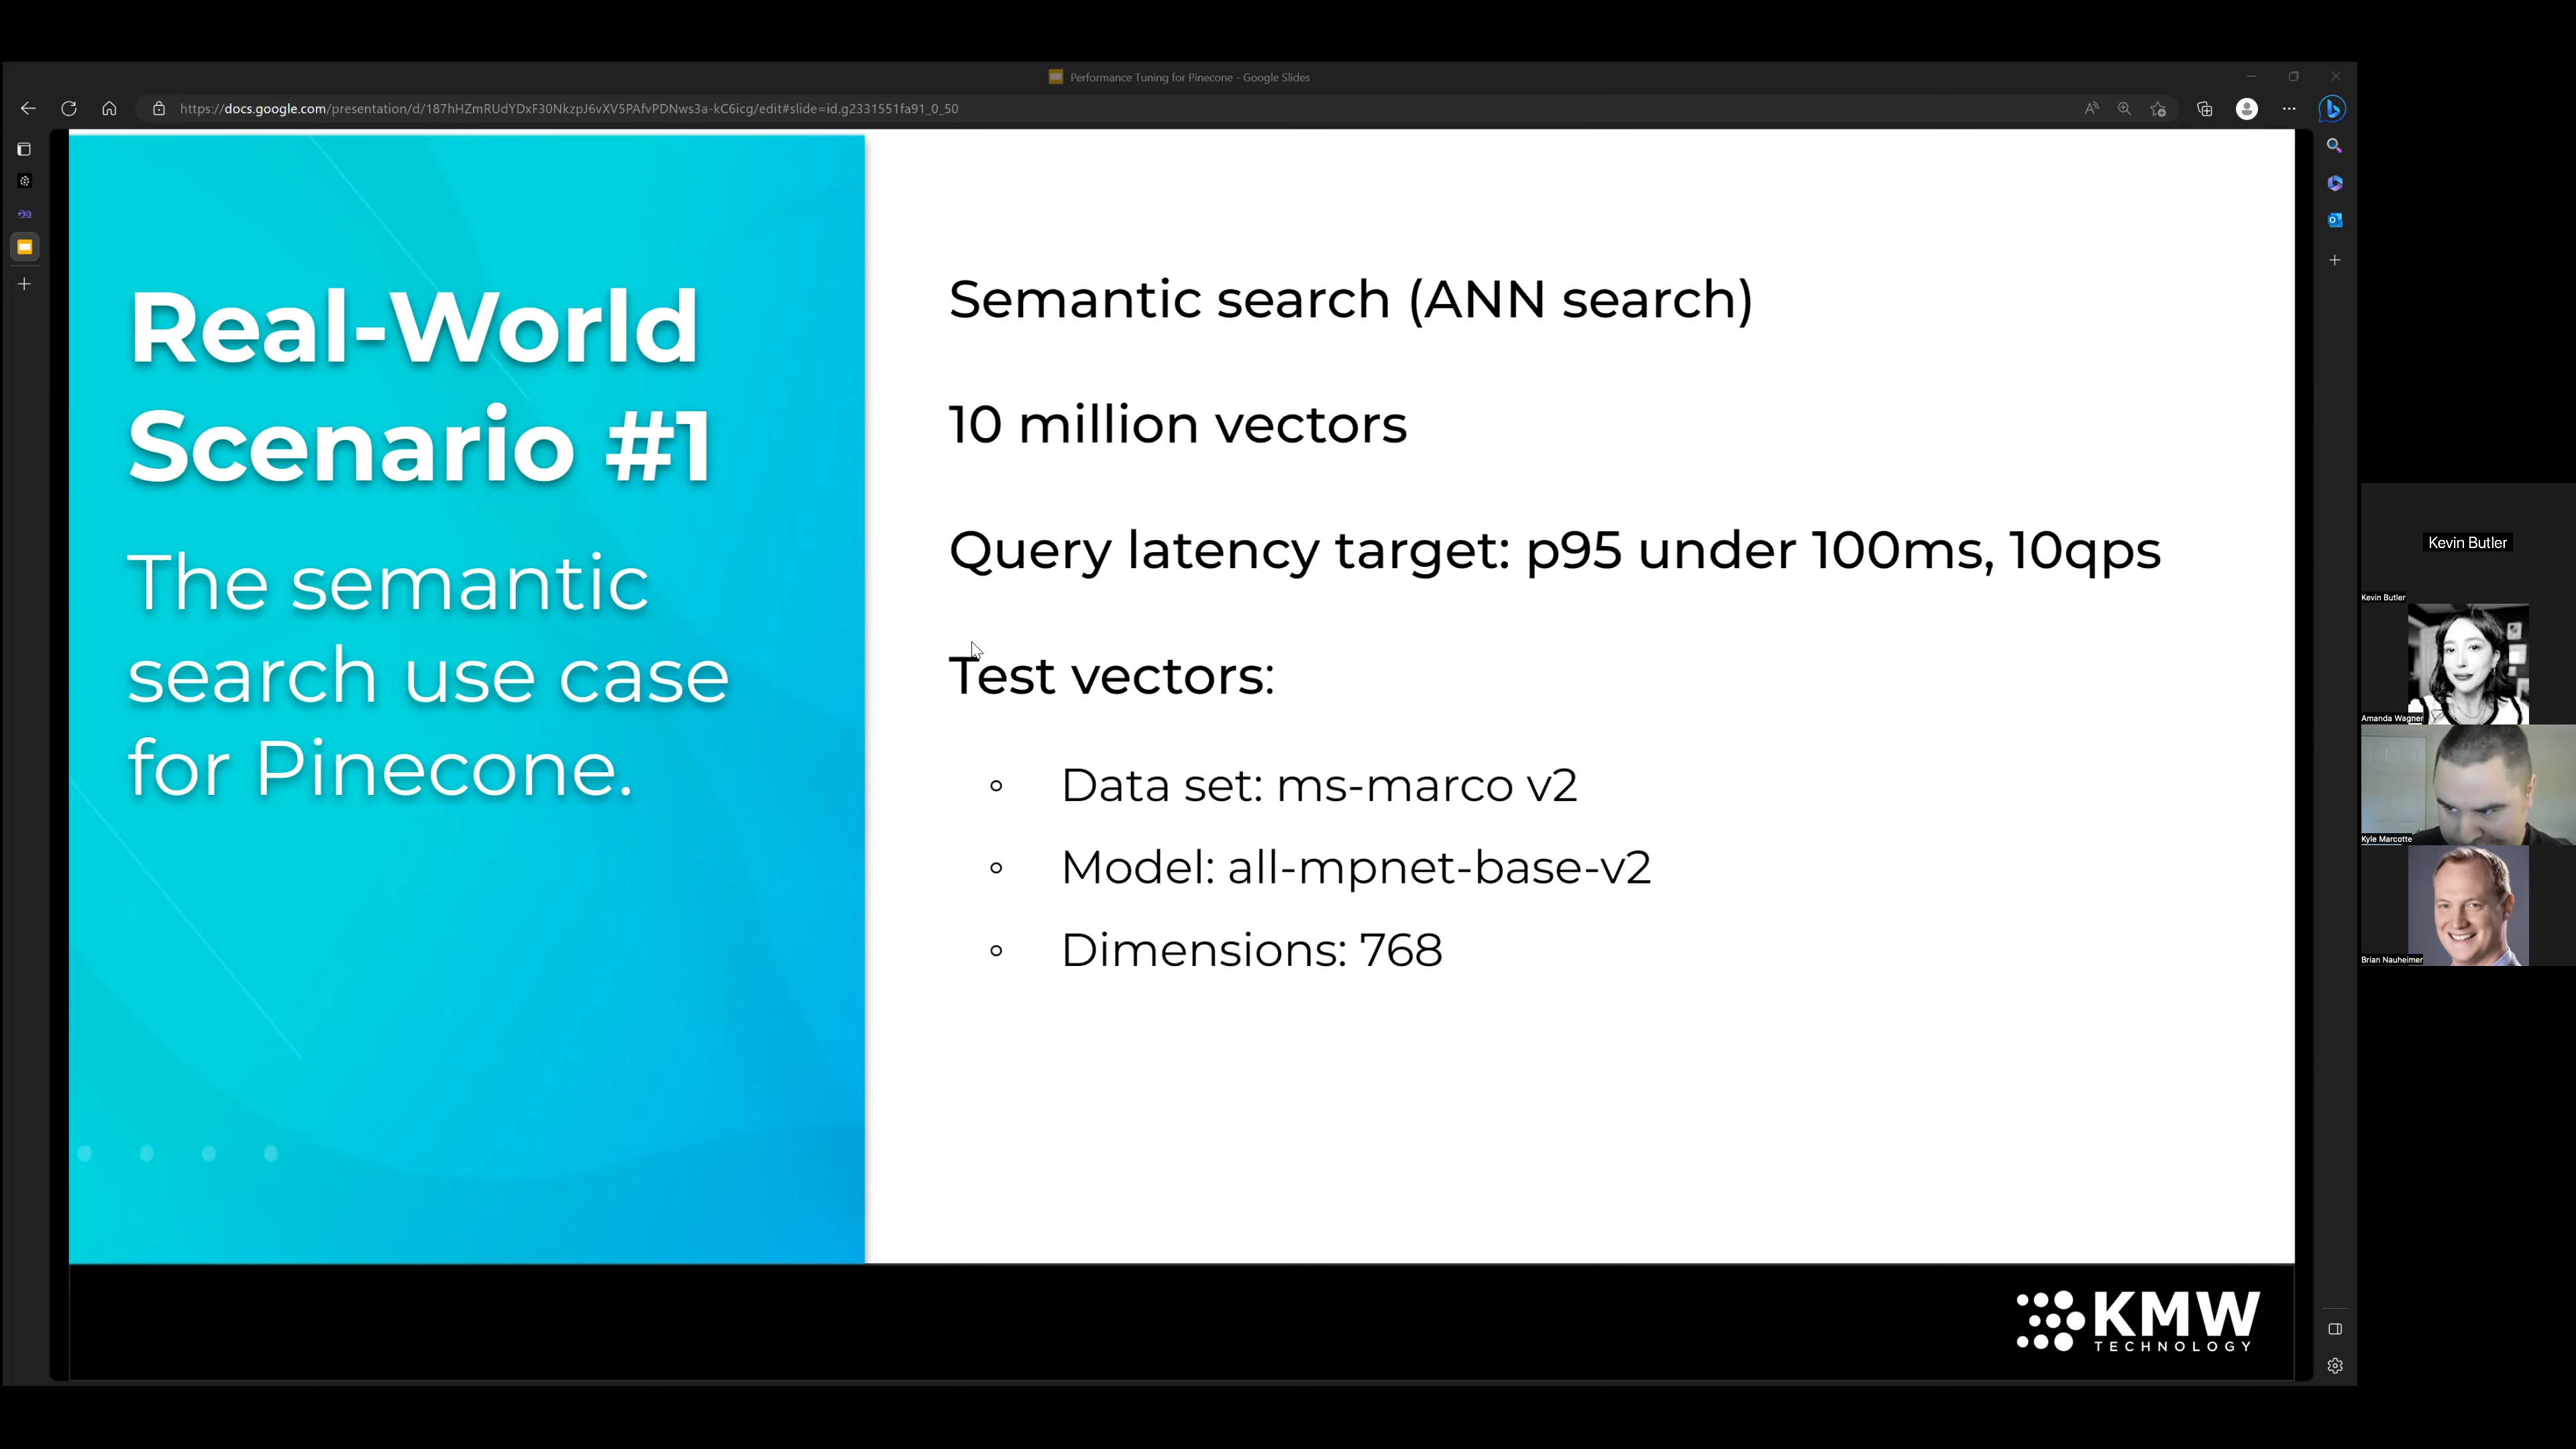 Performance Tuning for Pinecone - Google Slides
https://docs.google.com/presentation/d/187hHZmRUdYDxF30NkzpJ6vXV5PAfvPDNws3a-kC6icg/edit#slide=id.g2331551fa91_0_50
Real-World
Scenario #1
The semantic
search use case
for Pinecone.
Semantic search (ANN search)
10 million vectors
Query latency target: p95 under 100ms, 10qps
Test vectors:
Data set: ms-marco v2
Model: all-mpnet-base-v2
Dimensions: 768
KMW
TECHNOLOGY
Kevin Butler
Kevin Butler
Amanda Wagner
Kyle Marcotte
Brian Nauheimer